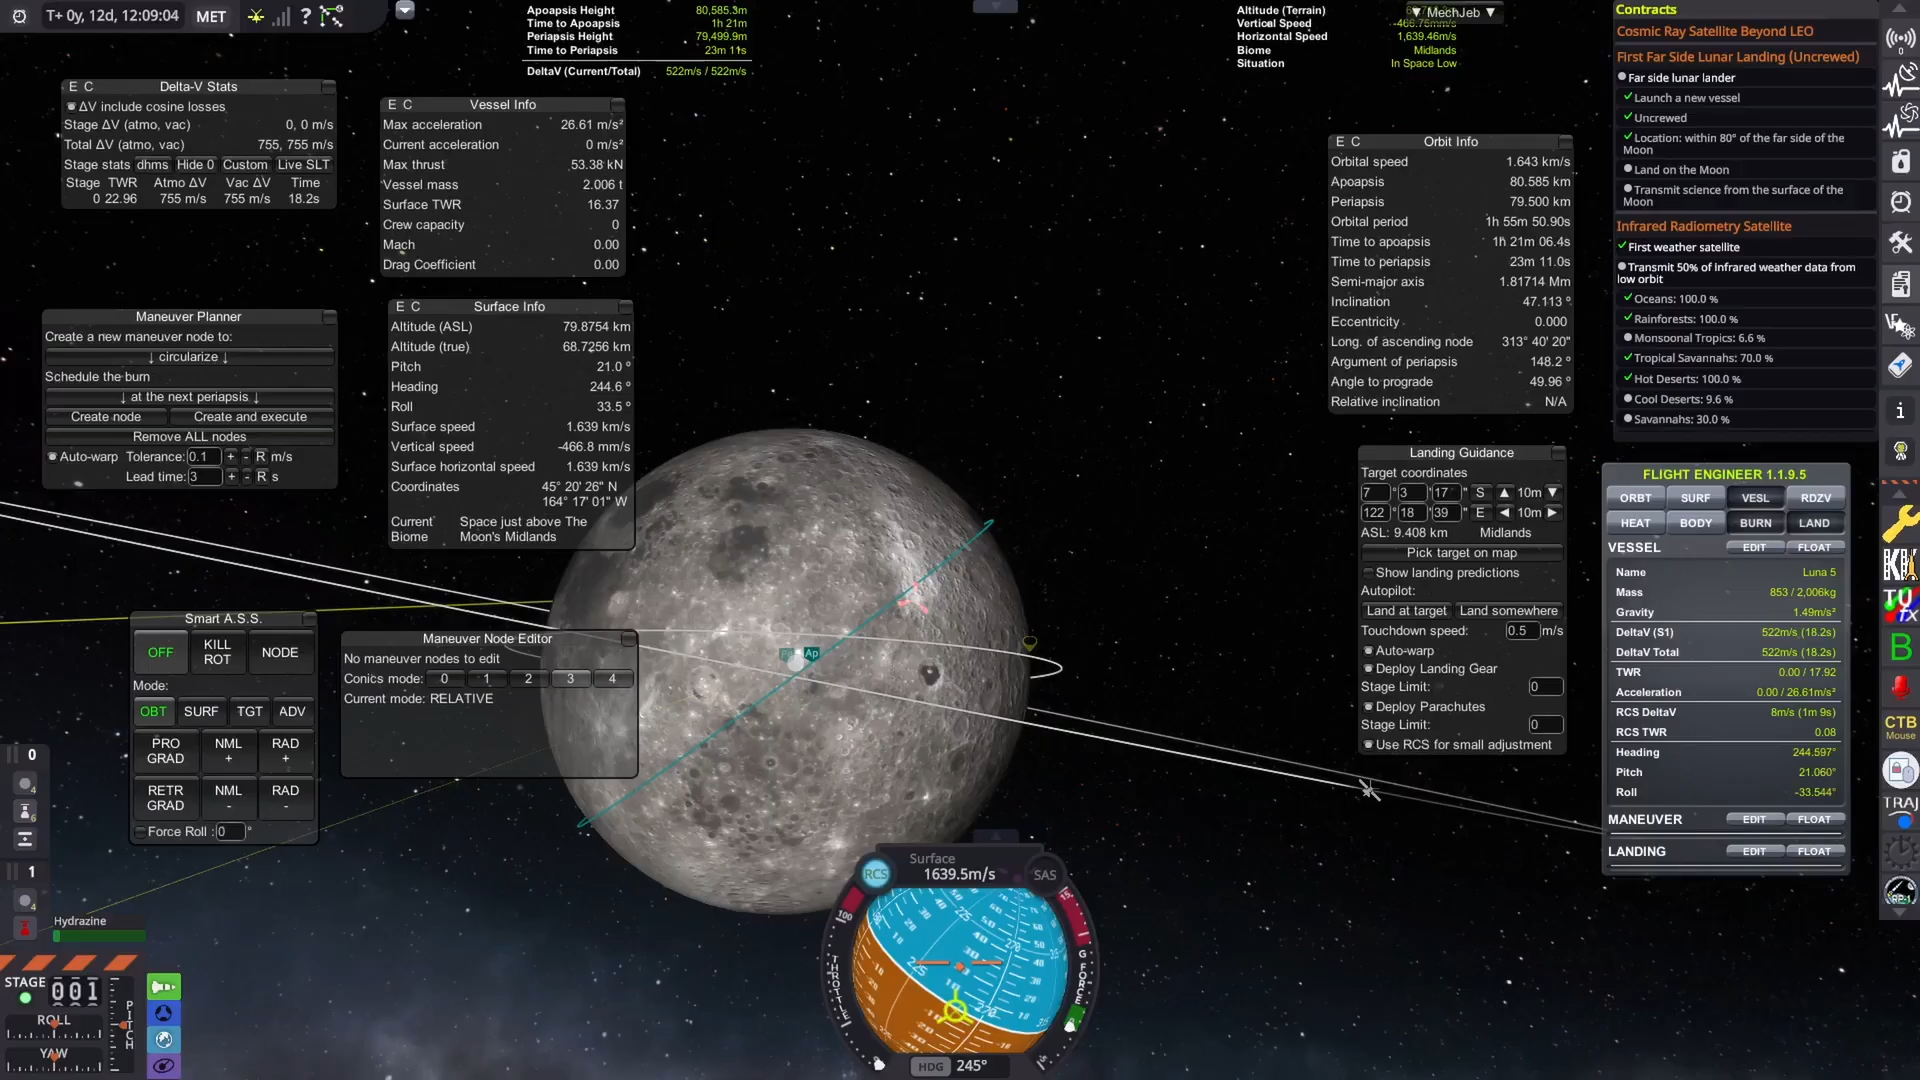 T+ 0y, 12d, 12:09:04 MET
Apoapsis Height 80,585.3m
Time to Apoapsis 1h 21m
Periapsis Height 79,499.9m
Time to Periapsis 23m 11s
DeltaV (Current/Total) 522m/s / 522m/s
Altitude (Terrain)
Vertical Speed -466.75mm/s
Horizontal Speed 1,639.46m/s
Biome Midlands
Situation In Space Low
▼ MechJeb ▼
Contracts
Cosmic Ray Satellite Beyond LEO
First Far Side Lunar Landing (Uncrewed)
Far side lunar lander
Launch a new vessel
Uncrewed
Location: within 80° of the far side of the
Moon
Land on the Moon
Transmit science from the surface of the
Moon
Infrared Radiometry Satellite
First weather satellite
Transmit 50% of Infrared weather data from
low orbit
Oceans: 100.0 %
Rainforests: 100.0 %
Monsoonal Tropics: 6.6 %
Tropical Savannahs: 70.0 %
Hot Deserts: 100.0 %
Cool Deserts: 9.6 %
Savannahs: 30.0 %
E C Delta-V Stats
ΔV include cosine losses
Stage ΔV (atmo, vac) 0, 0 m/s
Total ΔV (atmo, vac) 755, 755 m/s
Stage stats dhms Hide 0 Custom Live SLT
Stage TWR Atmo ΔV Vac ΔV Time
0 22.96 755 m/s 755 m/s 18.2s
E C Vessel Info
Max acceleration 26.61 m/s²
Current acceleration 0 m/s²
Max thrust 53.38 kN
Vessel mass 2.006 t
Surface TWR 16.37
Crew capacity 0
Mach 0.00
Drag Coefficient 0.00
E C Orbit Info
Orbital speed 1.643 km/s
Apoapsis 80.585 km
Periapsis 79.500 km
Orbital period 1h 55m 50.90s
Time to apoapsis 1h 21m 06.4s
Time to periapsis 23m 11.0s
Semi-major axis 1.81714 Mm
Inclination 47.113 º
Eccentricity 0.000
Long. of ascending node 313° 40' 20"
Argument of periapsis 148.2 º
Angle to prograde 49.96 º
Relative inclination N/A
Maneuver Planner
Create a new maneuver node to:
↓ circularize ↓
Schedule the burn
↓ at the next periapsis ↓
Create node Create and execute
Remove ALL nodes
Auto-warp Tolerance: 0.1 + - R m/s
Lead time: 3 + - R s
E C Surface Info
Altitude (ASL) 79.8754 km
Altitude (true) 68.7256 km
Pitch 21.0 º
Heading 244.6 º
Roll 33.5 º
Surface speed 1.639 km/s
Vertical speed -466.8 mm/s
Surface horizontal speed 1.639 km/s
Coordinates 45° 20' 26" N
164° 17' 01" W
Current Space just above The
Biome Moon's Midlands
Landing Guidance
Target coordinates
7 ° 3 ' 17 " S ▲ 10m ▼
122 ° 18 ' 39 " E ◄ 10m ►
ASL: 9.408 km Midlands
Pick target on map
Show landing predictions
Autopilot:
Land at target Land somewhere
Touchdown speed: 0.5 m/s
Auto-warp
Deploy Landing Gear
Stage Limit: 0
Deploy Parachutes
Stage Limit: 0
Use RCS for small adjustment
FLIGHT ENGINEER 1.1.9.5
ORBT SURF VESL RDZV
HEAT BODY BURN LAND
VESSEL EDIT FLOAT
Name Luna 5
Mass 853 / 2,006kg
Gravity 1.49m/s²
DeltaV (S1) 522m/s (18.2s)
DeltaV Total 522m/s (18.2s)
TWR 0.00 / 17.92
Acceleration 0.00 / 26.61m/s²
RCS DeltaV 8m/s (1m 9s)
RCS TWR 0.08
Heading 244.597°
Pitch 21.060°
Roll -33.544°
MANEUVER EDIT FLOAT
LANDING EDIT FLOAT
Smart A.S.S.
OFF KILL ROT NODE
Mode:
OBT SURF TGT ADV
PRO GRAD NML + RAD +
RETR GRAD NML - RAD -
Force Roll : 0 °
Maneuver Node Editor
No maneuver nodes to edit
Conics mode: 0 1 2 3 4
Current mode: RELATIVE
Ap
0
4
6
1
4
Hydrazine
STAGE 001
ROLL
YAW
PITCH
Surface
RCS 1639.5m/s SAS
THROTTLE
G FORCE
100
15
HDG 245°
TU
fx
B
CTB
Mouse
TRAJ
RP-1